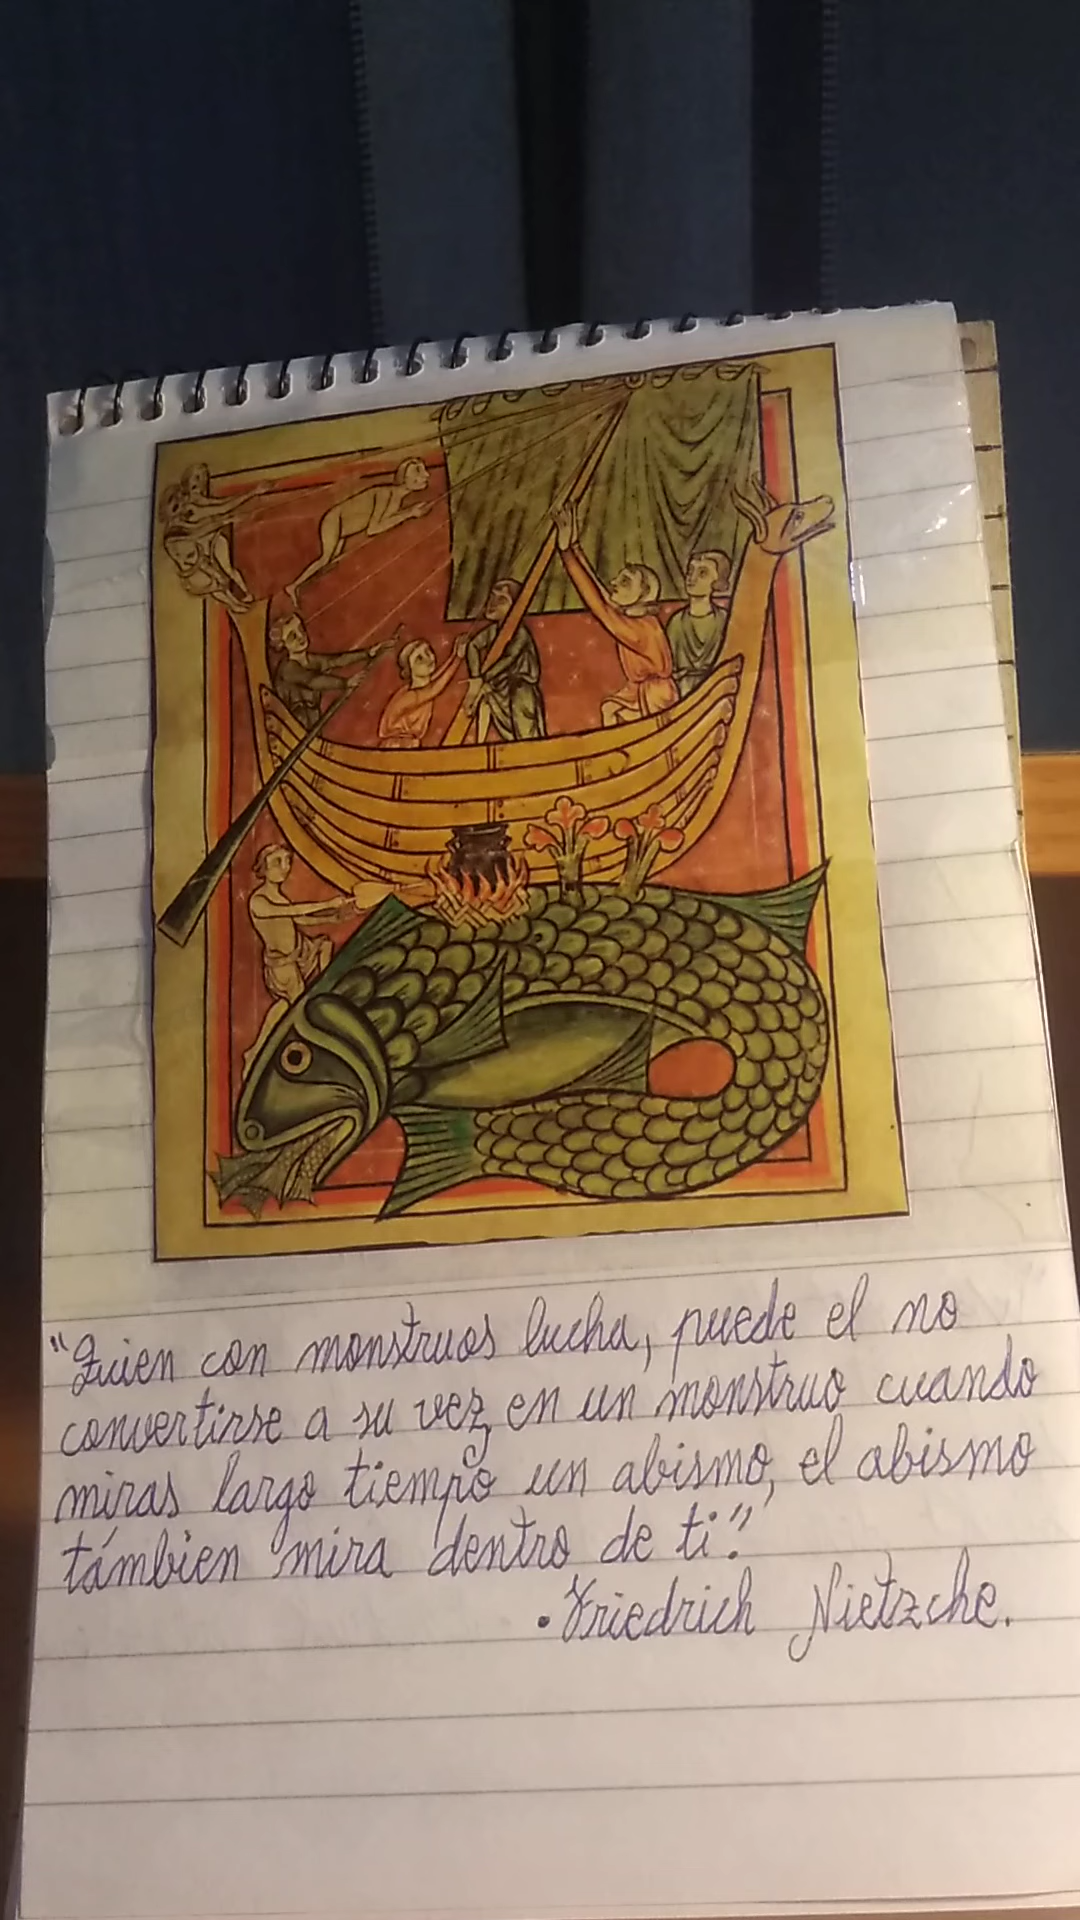 "Quien con monstruos lucha, puede el no
convertirse a su vez, en un monstruo cuando
miras largo tiempo un abismo, el abismo
támbien mira dentro de ti."
·Friedrich Nietzche.